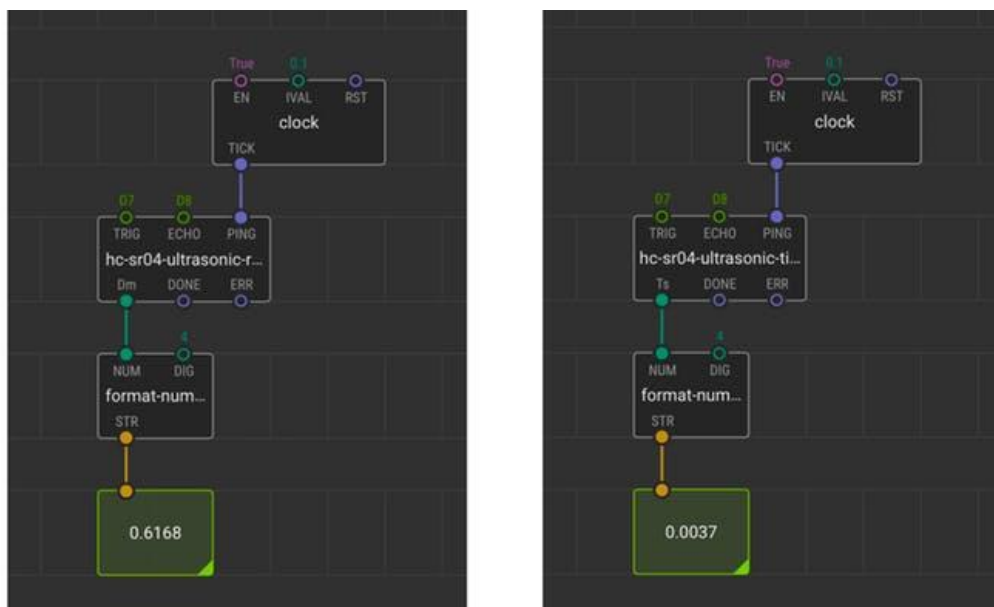 True 0.1
EN IVAL RST
clock
TICK
D7 D8
TRIG ECHO PING
hc-sr04-ultrasonic-r...
Dm DONE ERR
4
NUM DIG
format-num...
STR
0.6168
True 0.1
EN IVAL RST
clock
TICK
D7 D8
TRIG ECHO PING
hc-sr04-ultrasonic-ti...
Ts DONE ERR
4
NUM DIG
format-num...
STR
0.0037